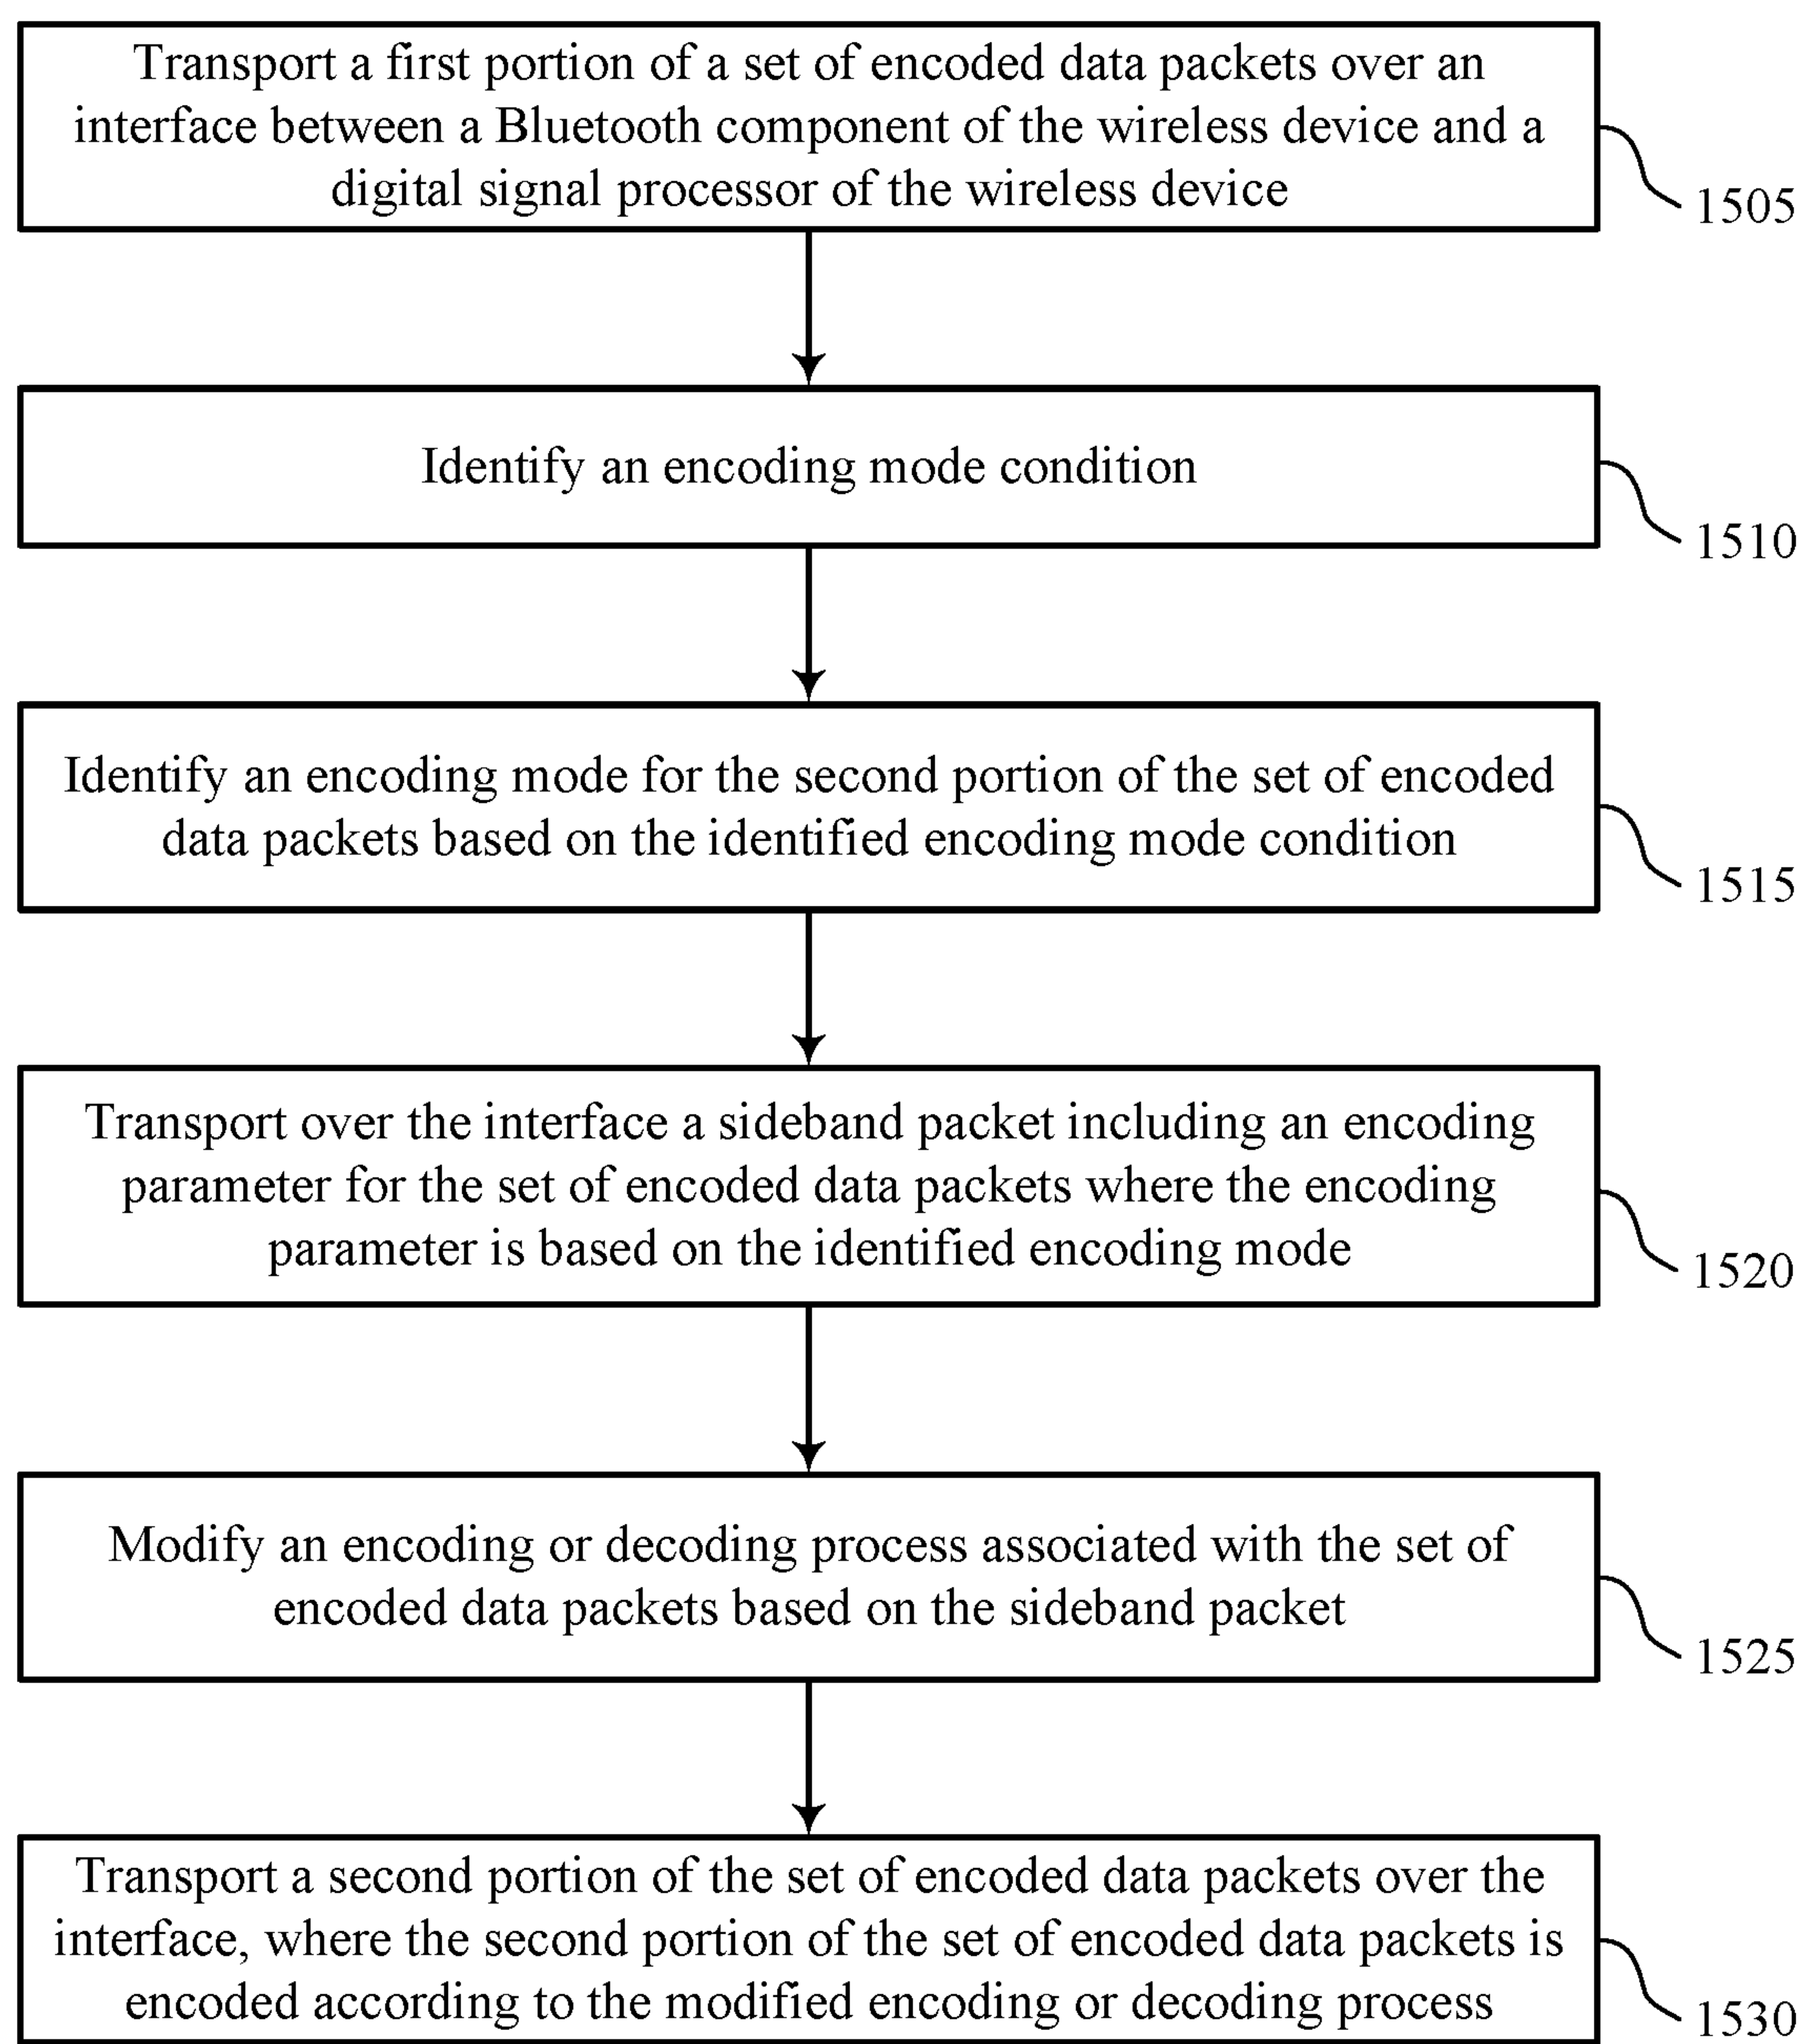 Transport a first portion of a set of encoded data packets over an
interface between a Bluetooth component of the wireless device and a
digital signal processor of the wireless device
1505
Identify an encoding mode condition
1510
Identify an encoding mode for the second portion of the set of encoded
data packets based on the identified encoding mode condition
1515
Transport over the interface a sideband packet including an encoding
parameter for the set of encoded data packets where the encoding
parameter is based on the identified encoding mode
1520
Modify an encoding or decoding process associated with the set of
encoded data packets based on the sideband packet
1525
Transport a second portion of the set of encoded data packets over the
interface, where the second portion of the set of encoded data packets is
encoded according to the modified encoding or decoding process
1530